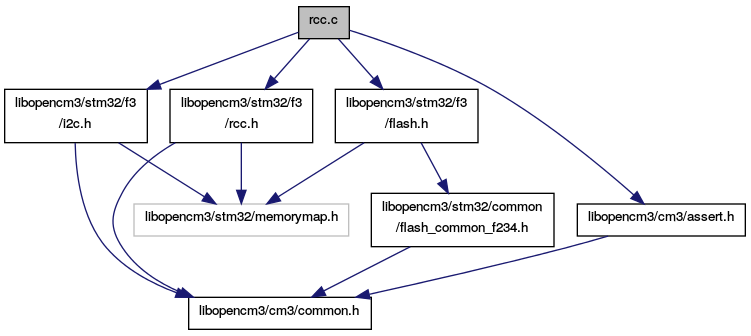 rcc.c
libopencm3/stm32/f3
/i2c.h
libopencm3/stm32/f3
/rcc.h
libopencm3/stm32/f3
/flash.h
libopencm3/stm32/memorymap.h
libopencm3/stm32/common
/flash_common_f234.h
libopencm3/cm3/assert.h
libopencm3/cm3/common.h